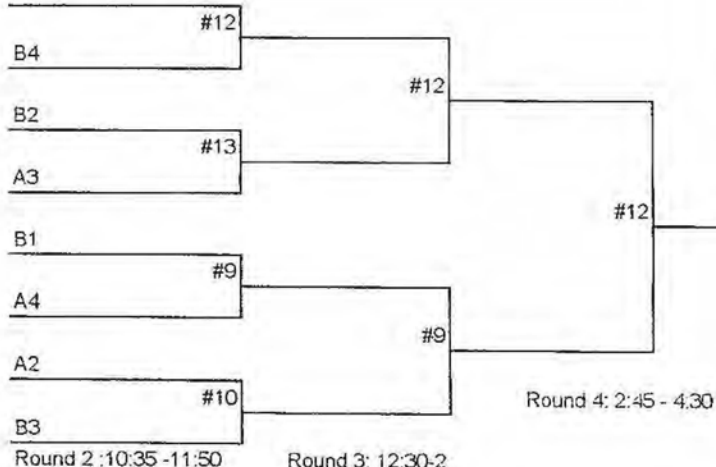 #12
B4
#12
B2
#13
A3
#12
B1
#9
A4
#9
A2
#10
Round 4: 2:45 - 4:30
B3
Round 2 :10:35 -11:50
Round 3: 12:30-2